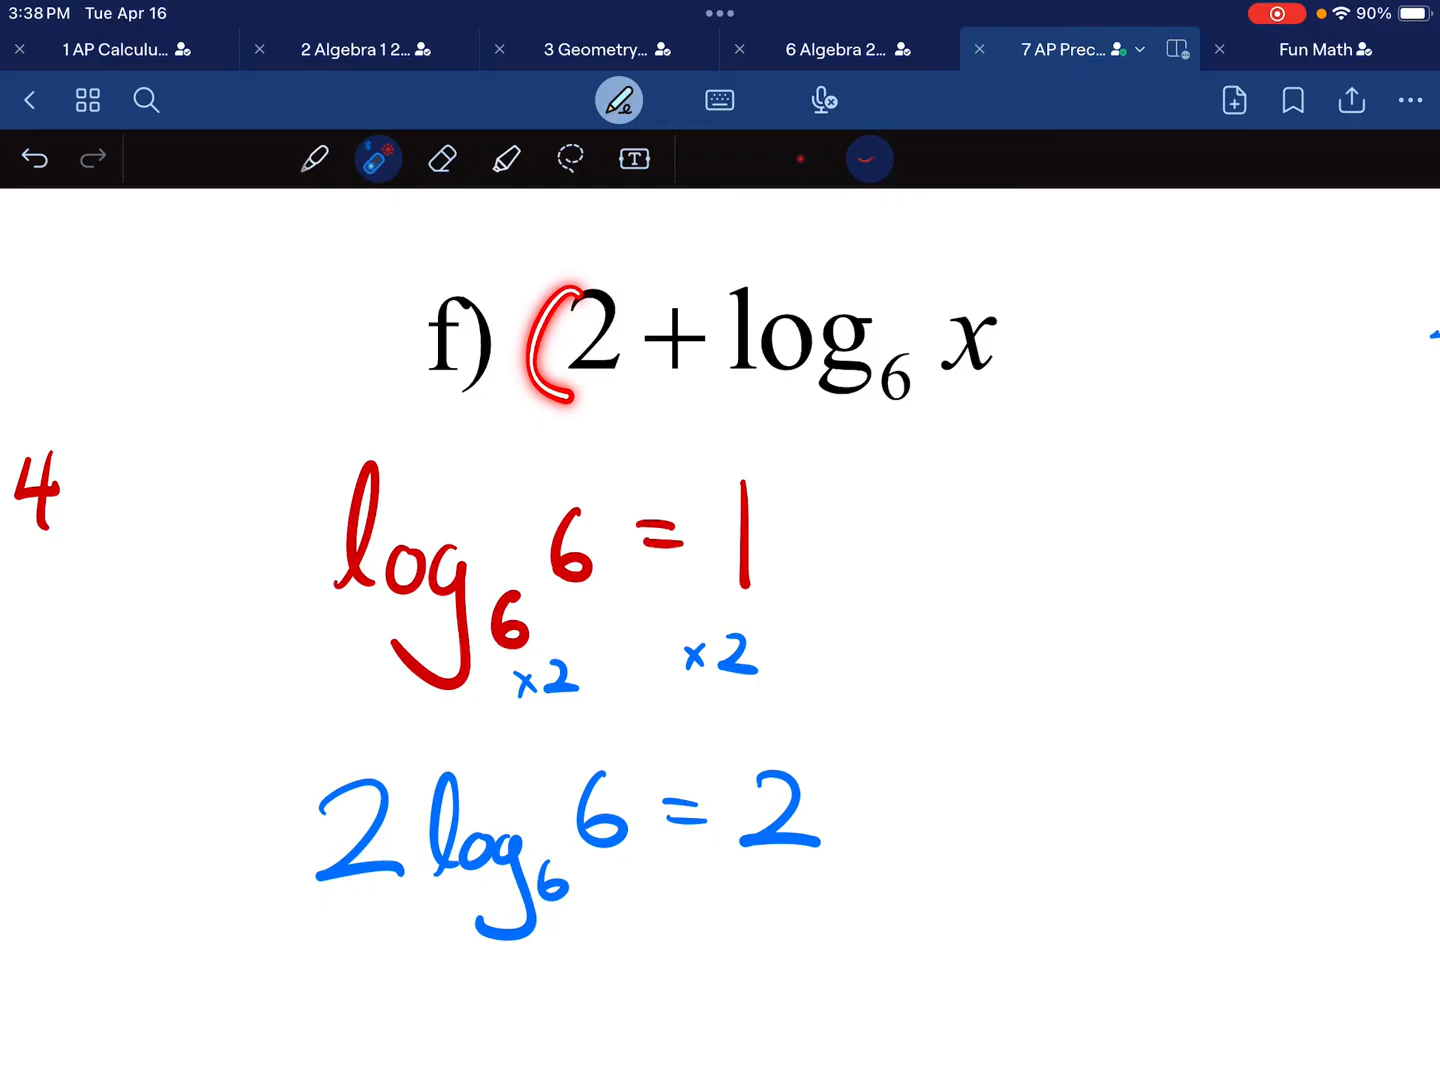 3:38 PM Tue Apr 16 90%
1 AP Calculu... 2 Algebra 1 2... 3 Geometry... 6 Algebra 2... 7 AP Prec... Fun Math
T
f) (2 + log₆ x
4
log₆ 6 = 1
×2 ×2
2 log₆ 6 = 2